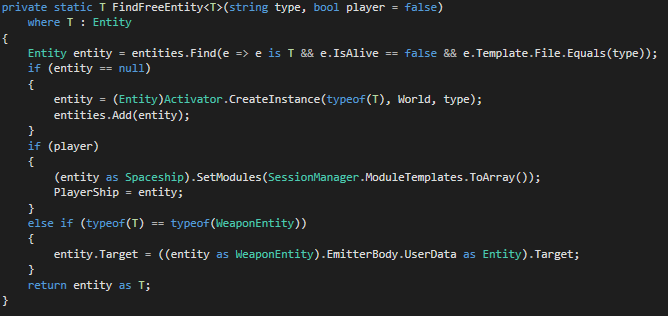 private static T FindFreeEntity<T>(string type, bool player = false)
    where T : Entity
{
    Entity entity = entities.Find(e => e is T && e.IsAlive == false && e.Template.File.Equals(type));
    if (entity == null)
    {
        entity = (Entity)Activator.CreateInstance(typeof(T), World, type);
        entities.Add(entity);
    }
    if (player)
    {
        (entity as Spaceship).SetModules(SessionManager.ModuleTemplates.ToArray());
        PlayerShip = entity;
    }
    else if (typeof(T) == typeof(WeaponEntity))
    {
        entity.Target = ((entity as WeaponEntity).EmitterBody.UserData as Entity).Target;
    }
    return entity as T;
}